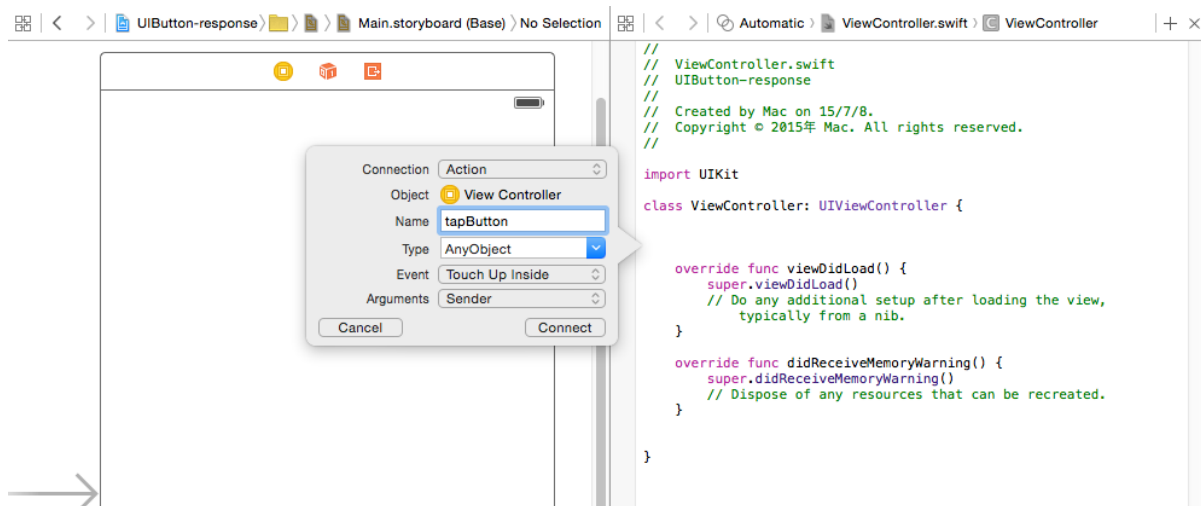 UIButton-response
Main.storyboard (Base)
No Selection
Automatic
ViewController.swift
C
ViewController
Connection
Action
Object
View Controller
Name
tapButton
Type
AnyObject
Event
Touch Up Inside
Arguments
Sender
Cancel
Connect
//
//  ViewController.swift
//  UIButton-response
//
//  Created by Mac on 15/7/8.
//  Copyright © 2015年 Mac. All rights reserved.
//
import UIKit
class ViewController: UIViewController {
override func viewDidLoad() {
super.viewDidLoad()
// Do any additional setup after loading the view,
typically from a nib.
}
override func didReceiveMemoryWarning() {
super.didReceiveMemoryWarning()
// Dispose of any resources that can be recreated.
}
}